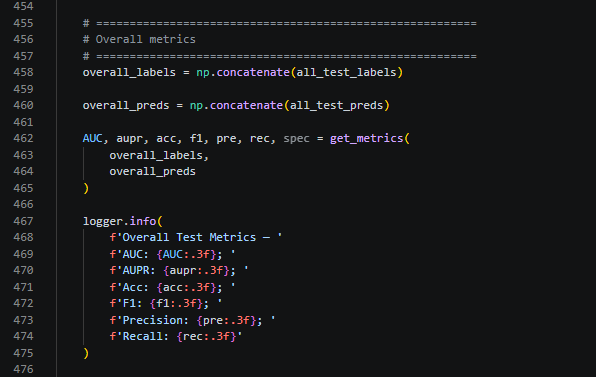 454
455 # =========================================================
456 # Overall metrics
457 # =========================================================
458 overall_labels = np.concatenate(all_test_labels)
459
460 overall_preds = np.concatenate(all_test_preds)
461
462 AUC, aupr, acc, f1, pre, rec, spec = get_metrics(
463     overall_labels,
464     overall_preds
465 )
466
467 logger.info(
468     f'Overall Test Metrics — '
469     f'AUC: {AUC:.3f}; '
470     f'AUPR: {aupr:.3f}; '
471     f'Acc: {acc:.3f}; '
472     f'F1: {f1:.3f}; '
473     f'Precision: {pre:.3f}; '
474     f'Recall: {rec:.3f}'
475 )
476